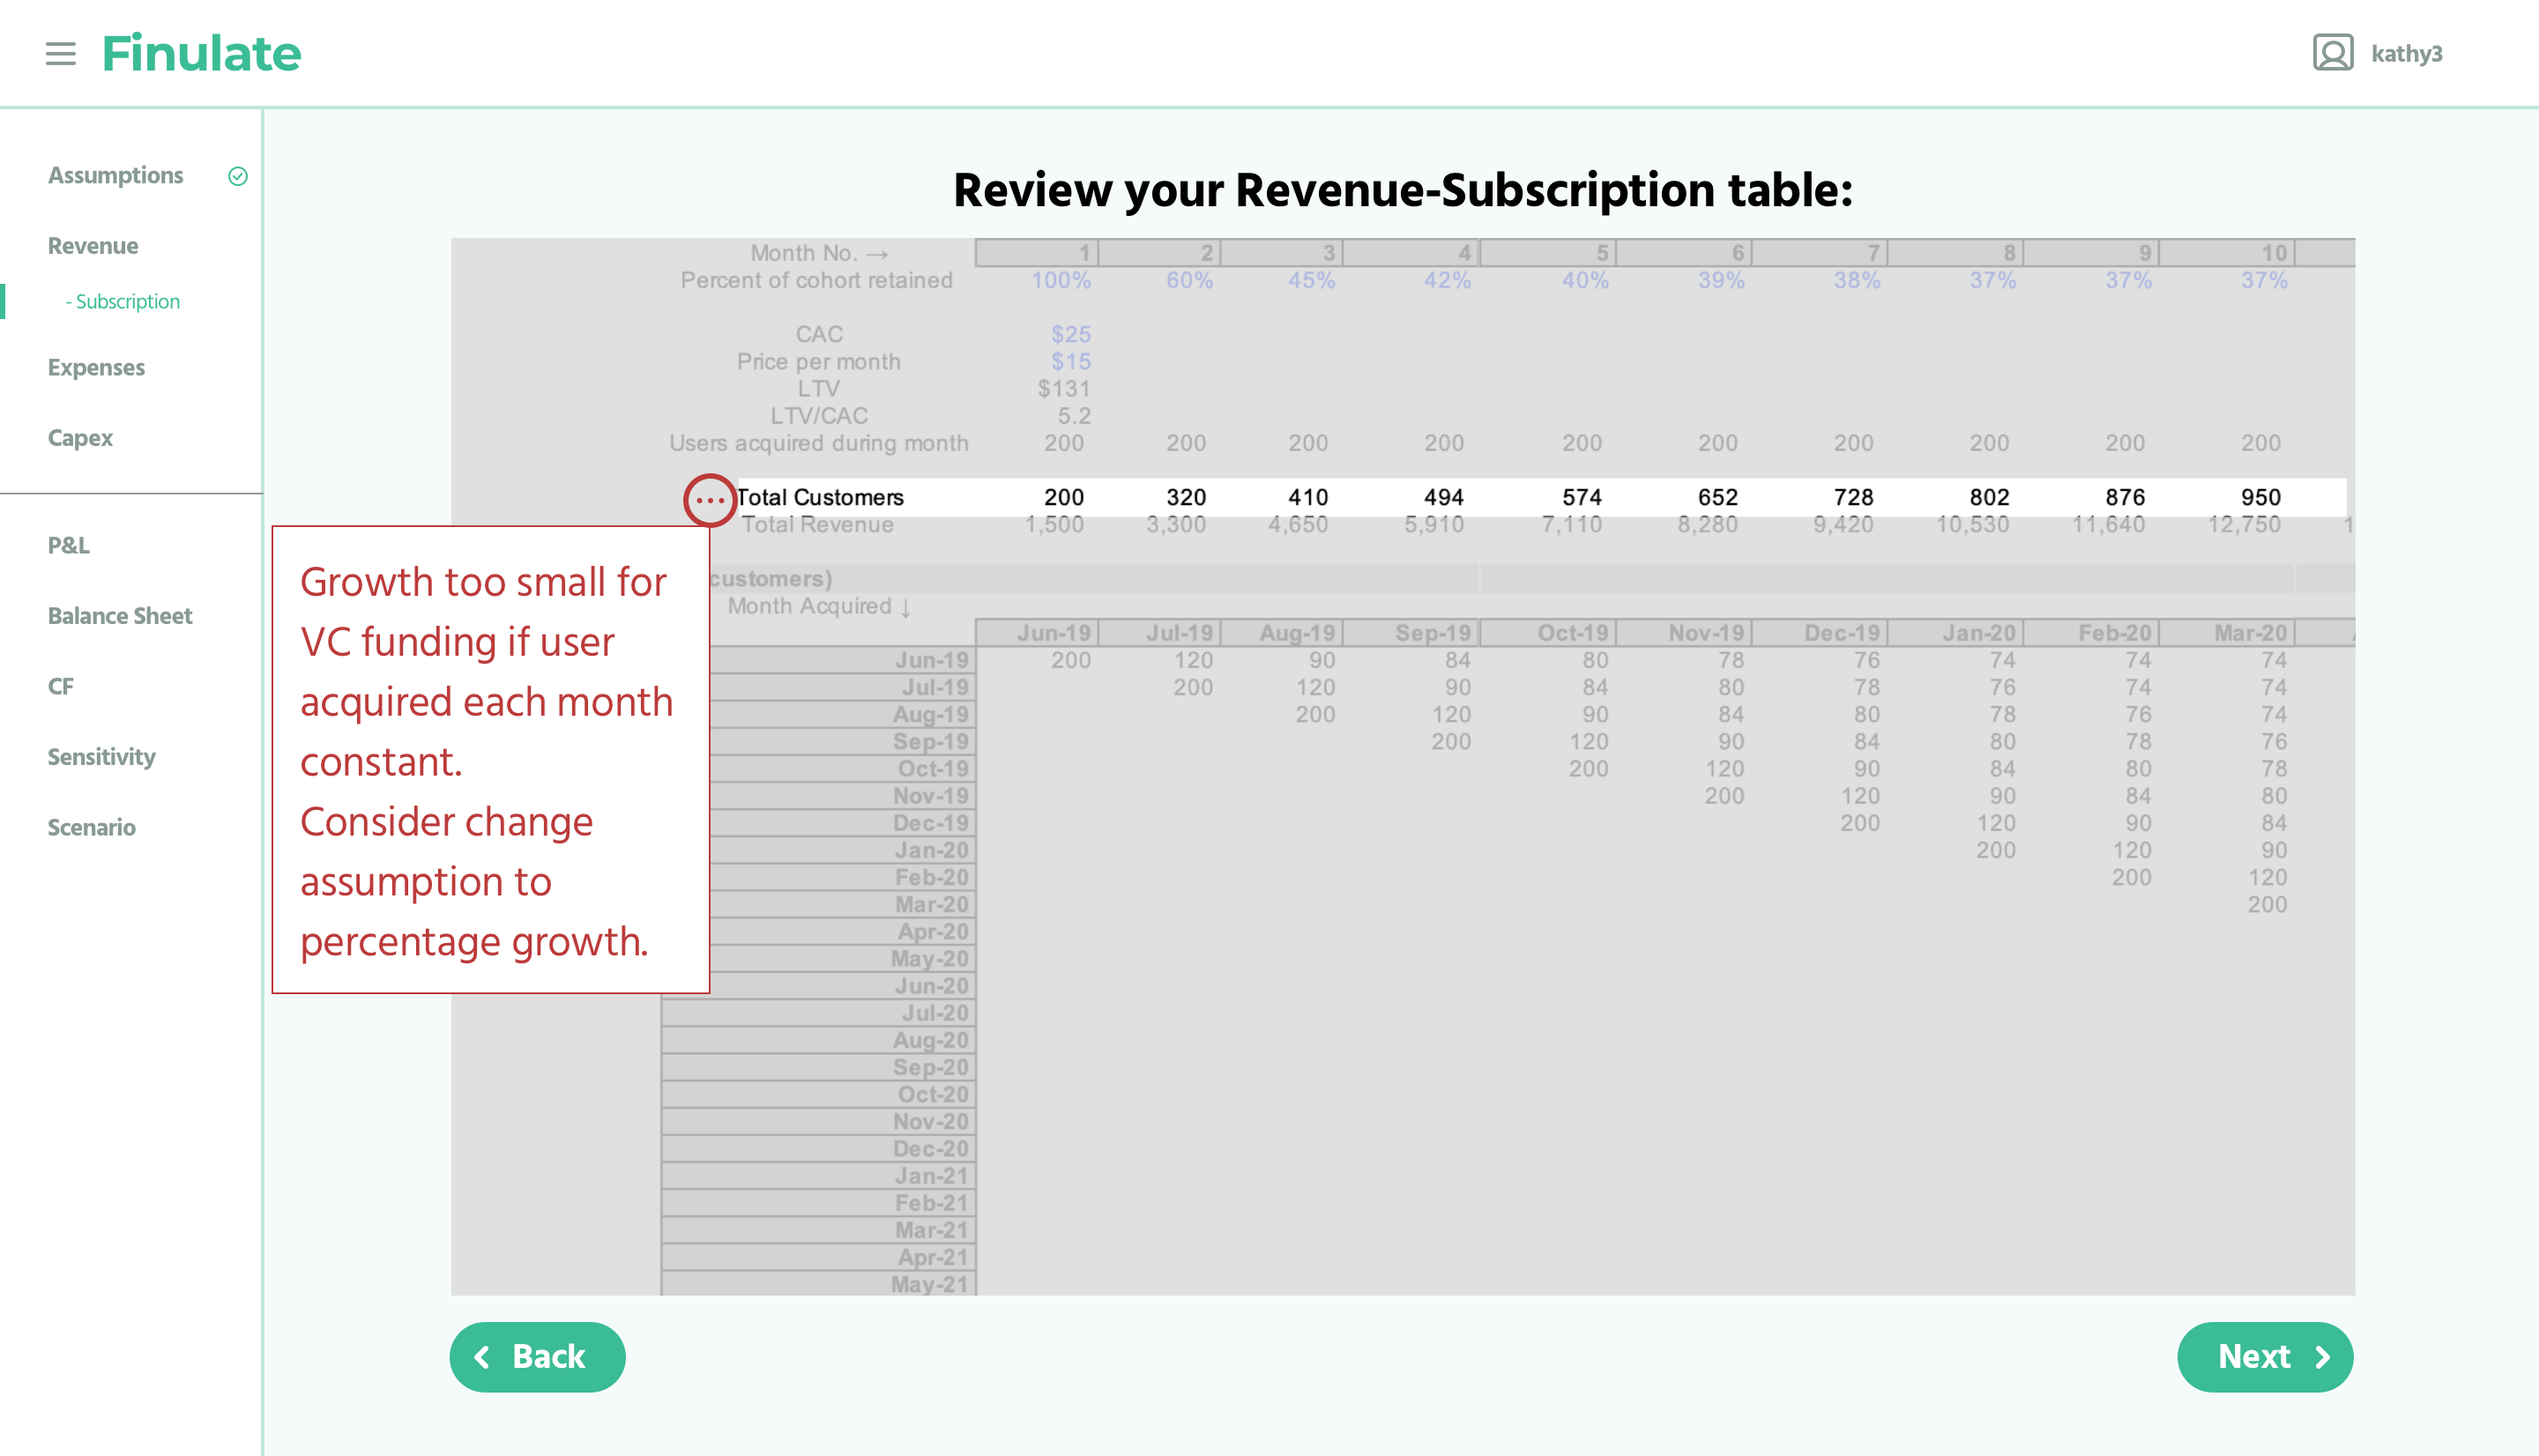 Finulate
kathy3
Assumptions
Revenue
- Subscription
Expenses
Capex
P&L
Balance Sheet
CF
Sensitivity
Scenario
Review your Revenue-Subscription table:
Month No. → 1 2 3 4 5 6 7 8 9 10
Percent of cohort retained 100% 60% 45% 42% 40% 39% 38% 37% 37% 37%
CAC $25
Price per month $15
LTV $131
LTV/CAC 5.2
Users acquired during month 200 200 200 200 200 200 200 200 200 200
Total Customers 200 320 410 494 574 652 728 802 876 950
Total Revenue 1,500 3,300 4,650 5,910 7,110 8,280 9,420 10,530 11,640 12,750 1
Growth too small for
VC funding if user
acquired each month
constant.
Consider change
assumption to
percentage growth.
customers)
Month Acquired ↓
Jun-19 Jul-19 Aug-19 Sep-19 Oct-19 Nov-19 Dec-19 Jan-20 Feb-20 Mar-20
Jun-19 200 120 90 84 80 78 76 74 74 74
Jul-19 200 120 90 84 80 78 76 74 74
Aug-19 200 120 90 84 80 78 76 74
Sep-19 200 120 90 84 80 78 76
Oct-19 200 120 90 84 80 78
Nov-19 200 120 90 84 80
Dec-19 200 120 90 84
Jan-20 200 120 90
Feb-20 200 120
Mar-20 200
Apr-20
May-20
Jun-20
Jul-20
Aug-20
Sep-20
Oct-20
Nov-20
Dec-20
Jan-21
Feb-21
Mar-21
Apr-21
May-21
Back
Next